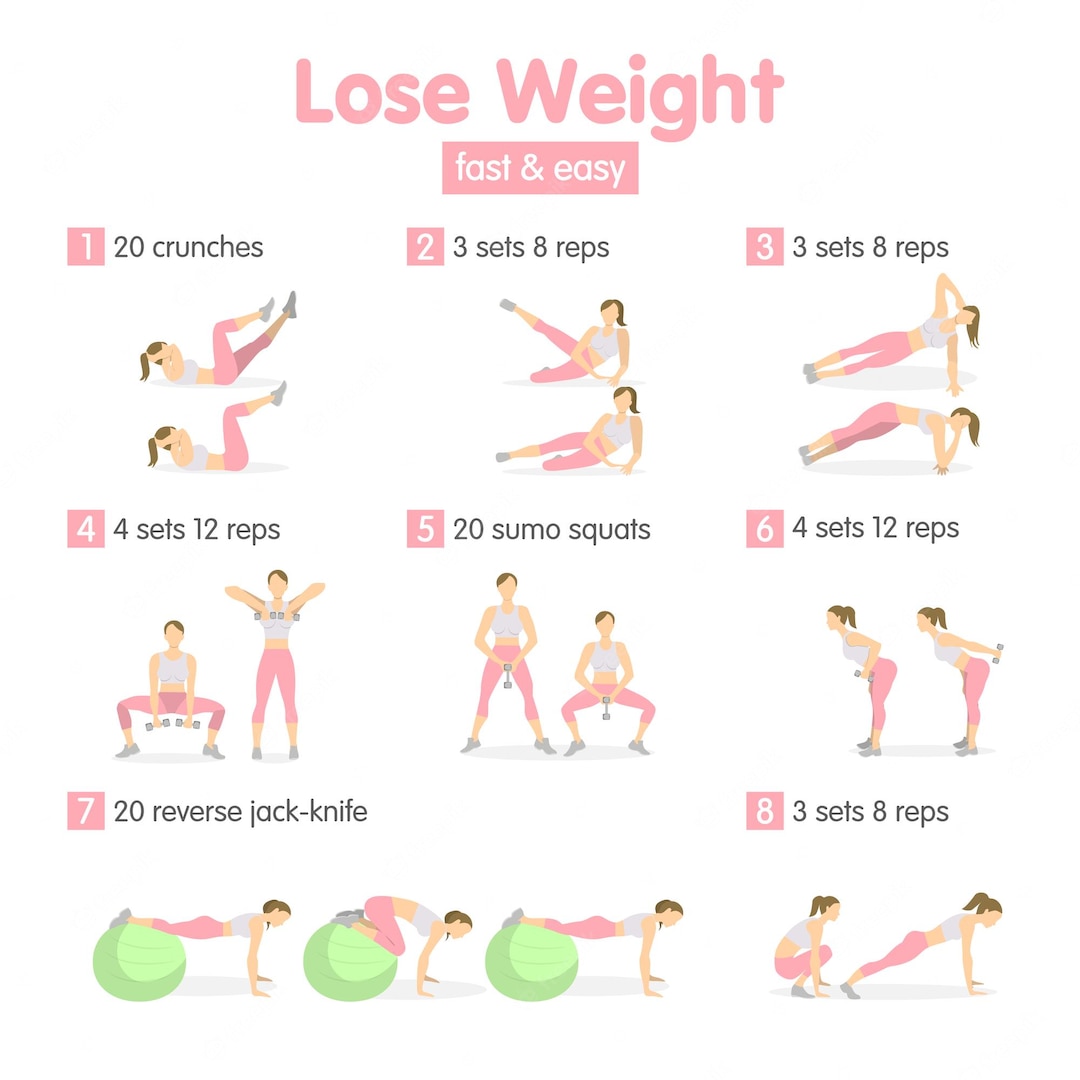 Lose Weight
fast & easy
1 20 crunches
2 3 sets 8 reps
3 3 sets 8 reps
4 4 sets 12 reps
5 20 sumo squats
6 4 sets 12 reps
7 20 reverse jack-knife
8 3 sets 8 reps